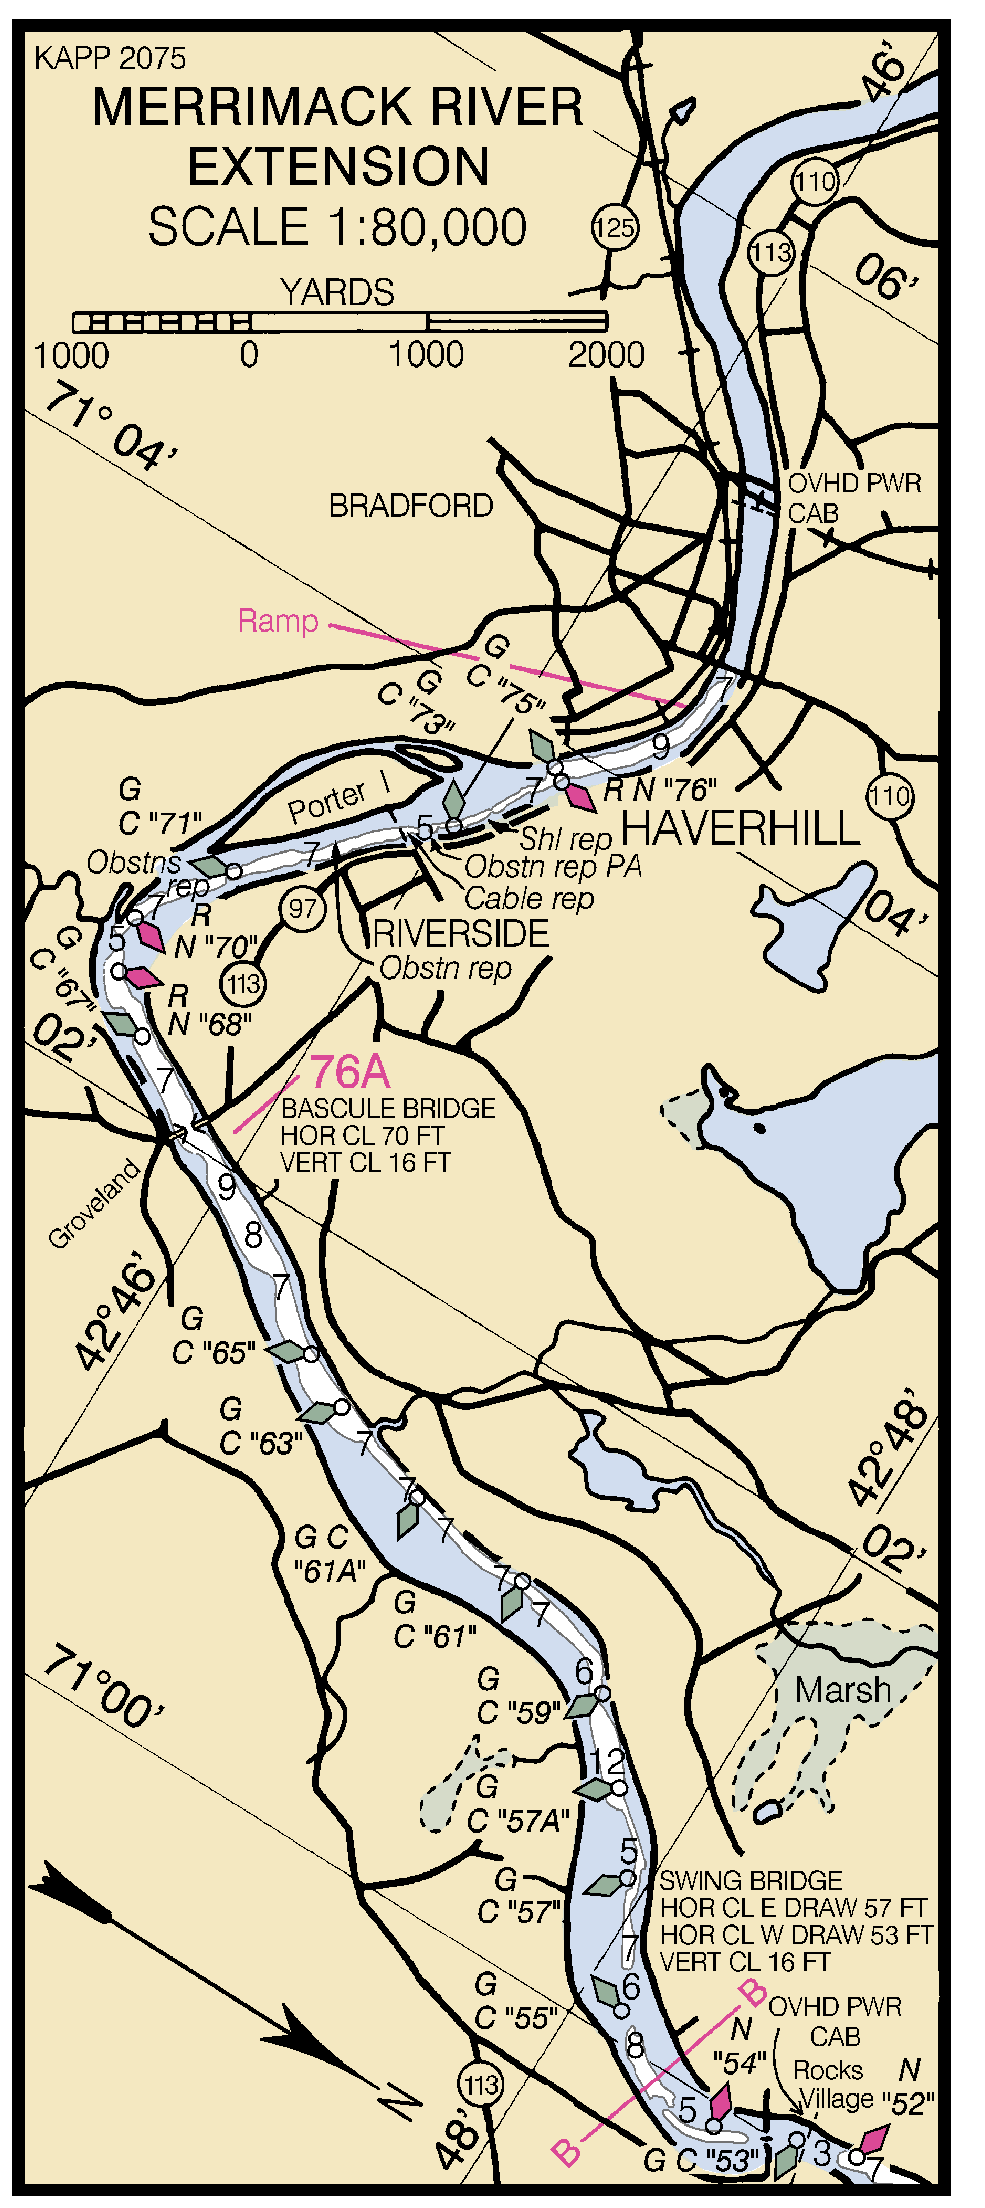 KAPP 2075
MERRIMACK RIVER
EXTENSION
SCALE 1:80,000
YARDS
1000 0 1000 2000
46'
110
125
113
06'
71° 04'
OVHD PWR
CAB
BRADFORD
Ramp
G
C "75"
G
C "73"
7
9
7
R N "76"
110
G
C "71"
Porter I
5
Shl rep
HAVERHILL
Obstn rep PA
Cable rep
7
Obstns
rep
97
04'
7
R
N "70"
5
RIVERSIDE
Obstn rep
G
C "67"
113
R
N "68"
02'
7
76A
BASCULE BRIDGE
HOR CL 70 FT
VERT CL 16 FT
Groveland
9
8
7
42°46'
G
C "65"
G
C "63"
7
42°48'
7
7
G C
"61A"
02'
7
7
G
C "61"
71°00'
6
G
C "59"
Marsh
12
G
C "57A"
5
G
C "57"
SWING BRIDGE
HOR CL E DRAW 57 FT
HOR CL W DRAW 53 FT
VERT CL 16 FT
7
6
G
C "55"
B
OVHD PWR
CAB
8
N
"54"
Rocks
Village
N
"52"
113
N
5
48'
B
G C "53"
3
7